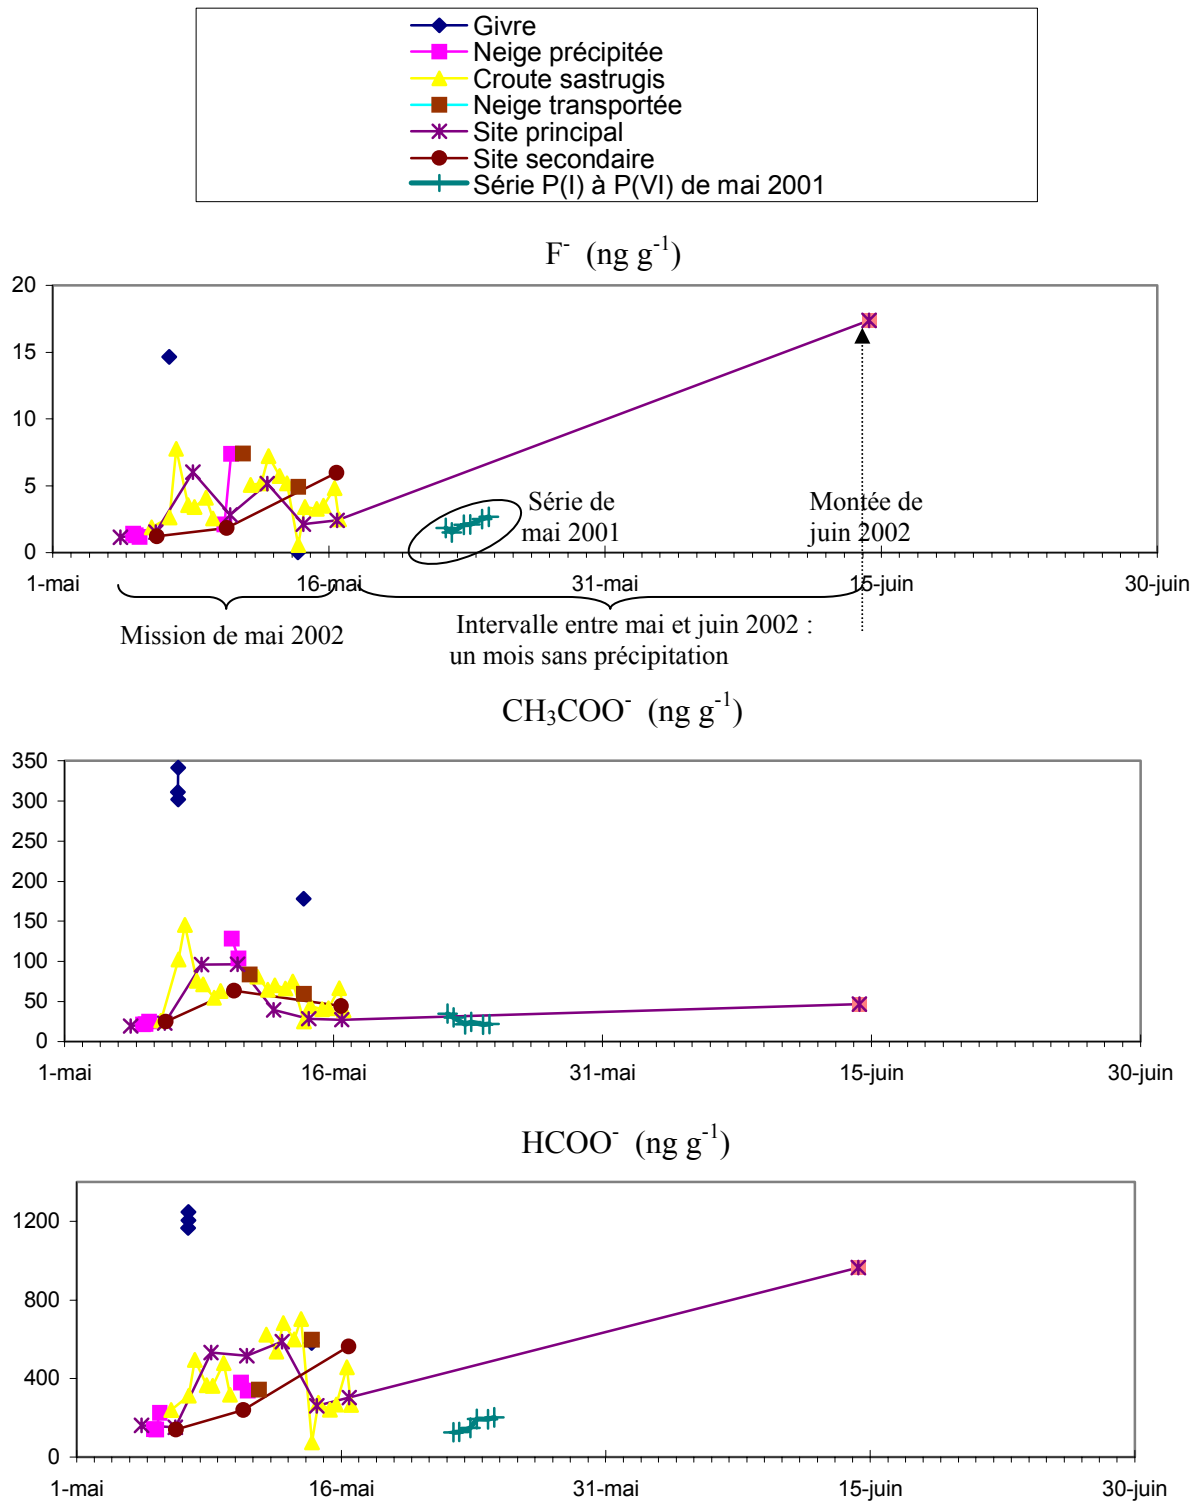 Givre
Neige précipitée
Croute sastrugis
Neige transportée
Site principal
Site secondaire
Série P(I) à P(VI) de mai 2001
F⁻ (ng g⁻¹)
20
15
10
5
0
1-mai 16-mai 31-mai 15-juin 30-juin
Série de
mai 2001
Montée de
juin 2002
Mission de mai 2002
Intervalle entre mai et juin 2002 :
un mois sans précipitation
CH₃COO⁻ (ng g⁻¹)
350
300
250
200
150
100
50
0
1-mai 16-mai 31-mai 15-juin 30-juin
HCOO⁻ (ng g⁻¹)
1200
800
400
0
1-mai 16-mai 31-mai 15-juin 30-juin